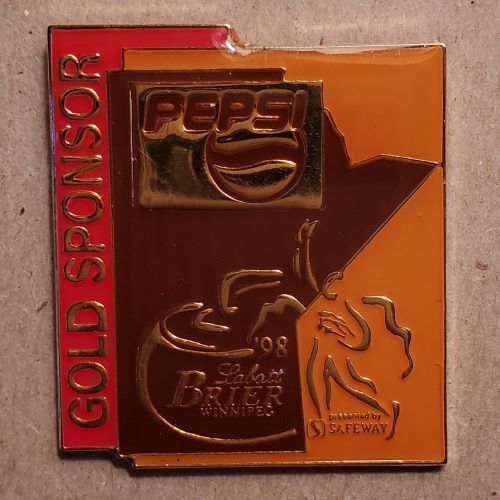 GOLD SPONSOR
PEPSI
'98
Labatt
BRIER
WINNIPEG
presented by
SAFEWAY